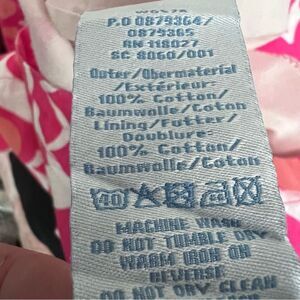 P.O 0879364/
0879365
RN 118027
SC 8060/001
Outer/Obermaterial
/Extérieur:
100% Cotton/
Baumwolle/Coton
Lining/Futter/
Doublure:
100% Cotton/
Baumwolle/Coton
40
MACHINE WASH
DO NOT TUMBLE DRY
WARM IRON ON
REVERSE
DO NOT DRY CLEAN